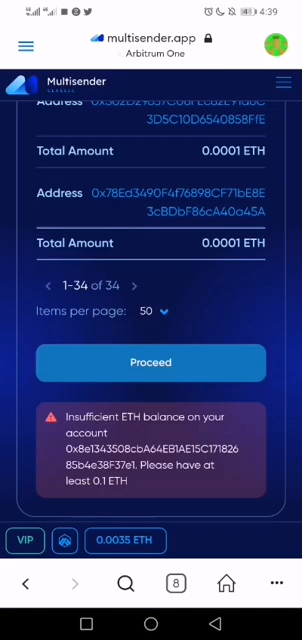 4:39
multisender.app
Arbitrum One
Multisender
CLASSIC
Address
3D5C10D6540858FfE
Total Amount 0.0001 ETH
Address 0x78Ed3490F4f76898CF71bE8E
3cBDbF86cA40a45A
Total Amount 0.0001 ETH
1-34 of 34
Items per page: 50
Proceed
Insufficient ETH balance on your
account
0x8e1343508cbA64EB1AE15C171826
85b4e38F37e1. Please have at
least 0.1 ETH
VIP 0.0035 ETH
8